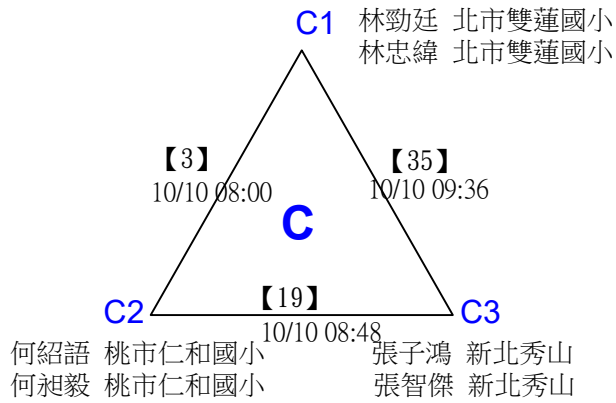 C1 林勁廷 北市雙蓮國小
林忠緯 北市雙蓮國小
【3】
10/10 08:00
【35】
10/10 09:36
C
C2
【19】
10/10 08:48
C3
何紹語 桃市仁和國小
何昶毅 桃市仁和國小
張子鴻 新北秀山
張智傑 新北秀山